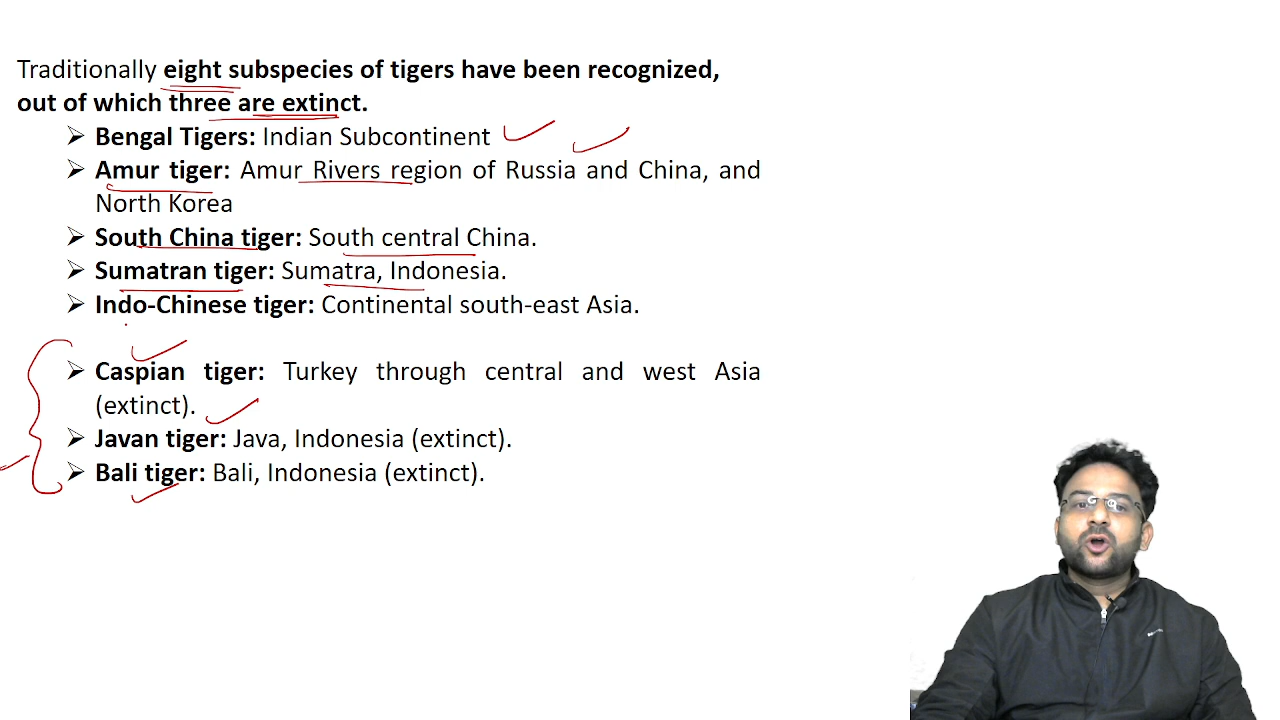 Traditionally eight subspecies of tigers have been recognized,
out of which three are extinct.
➢ Bengal Tigers: Indian Subcontinent
➢ Amur tiger: Amur Rivers region of Russia and China, and
North Korea
➢ South China tiger: South central China.
➢ Sumatran tiger: Sumatra, Indonesia.
➢ Indo-Chinese tiger: Continental south-east Asia.
➢ Caspian tiger: Turkey through central and west Asia
(extinct).
➢ Javan tiger: Java, Indonesia (extinct).
➢ Bali tiger: Bali, Indonesia (extinct).